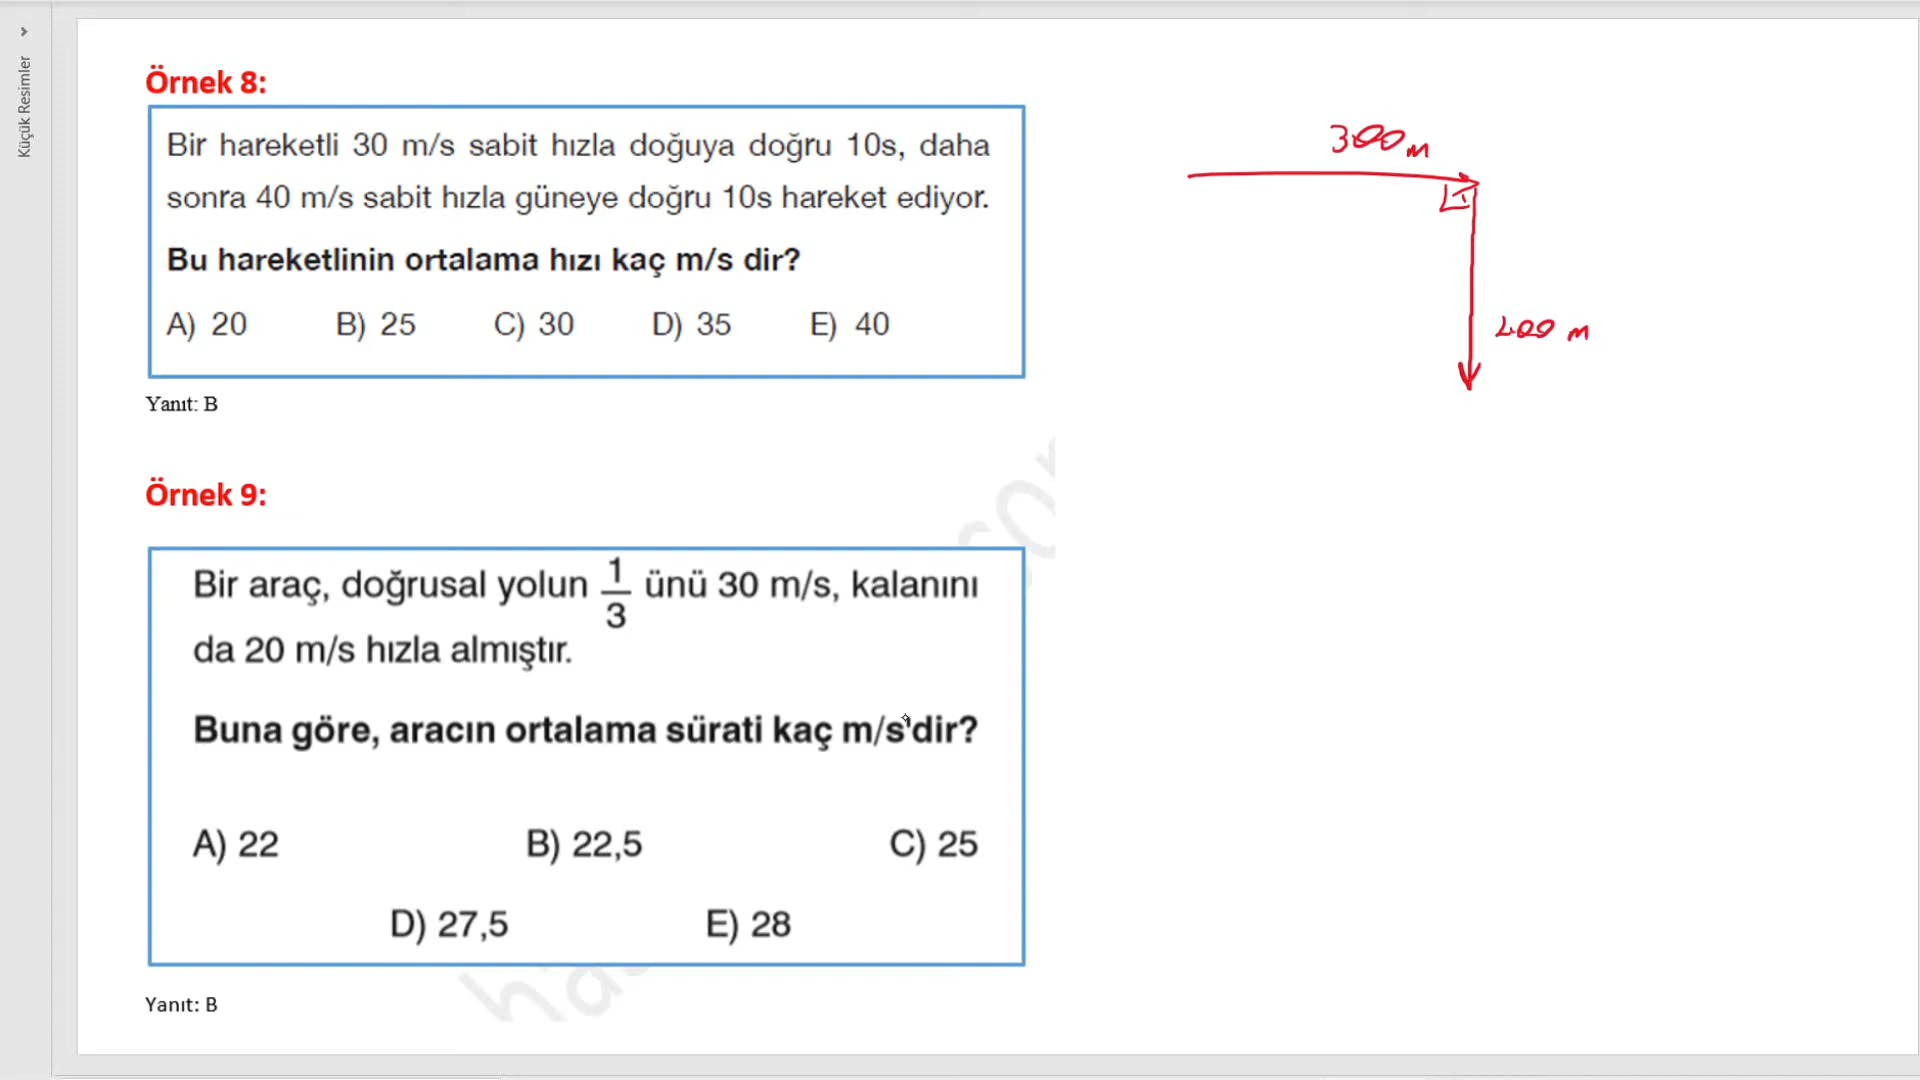 Küçük Resimler
Örnek 8:
Bir hareketli 30 m/s sabit hızla doğuya doğru 10s, daha
sonra 40 m/s sabit hızla güneye doğru 10s hareket ediyor.
Bu hareketlinin ortalama hızı kaç m/s dir?
A) 20 B) 25 C) 30 D) 35 E) 40
Yanıt: B
300 m
400 m
Örnek 9:
Bir araç, doğrusal yolun 1/3 ünü 30 m/s, kalanını
da 20 m/s hızla almıştır.
Buna göre, aracın ortalama sürati kaç m/s'dir?
A) 22 B) 22,5 C) 25
D) 27,5 E) 28
Yanıt: B